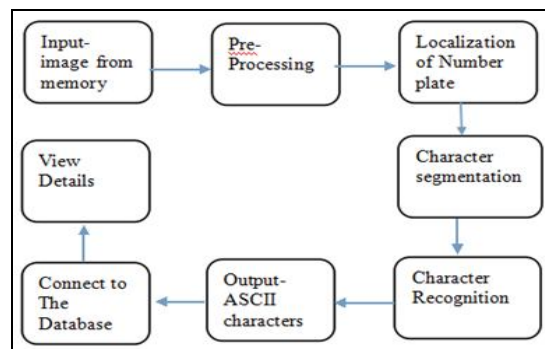 Input-
image from
memory
Pre-
Processing
Localization
of Number
plate
Character
segmentation
Character
Recognition
Output-
ASCII
characters
Connect to
The
Database
View
Details